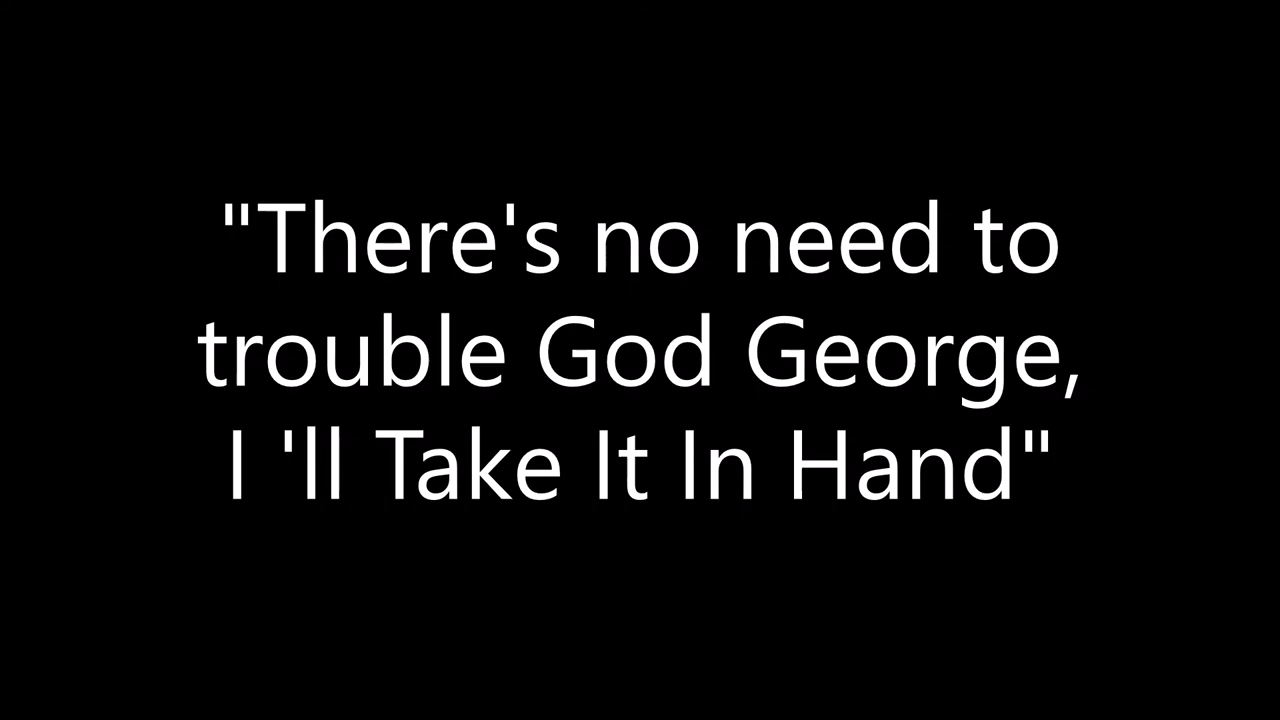 "There's no need to
trouble God George,
I 'll Take It In Hand"